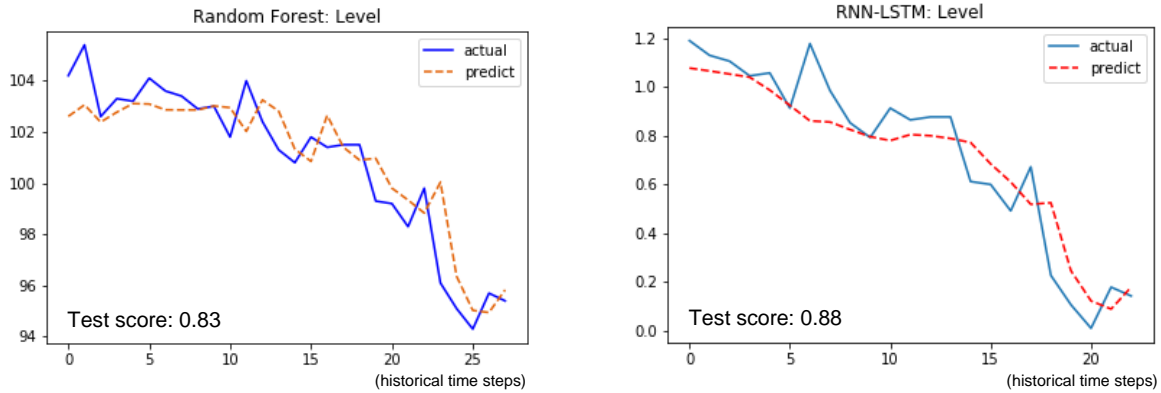 Random Forest: Level
actual
predict
104
102
100
98
96
94
Test score: 0.83
0 5 10 15 20 25
(historical time steps)
RNN-LSTM: Level
actual
predict
1.2
1.0
0.8
0.6
0.4
0.2
0.0
Test score: 0.88
0 5 10 15 20
(historical time steps)